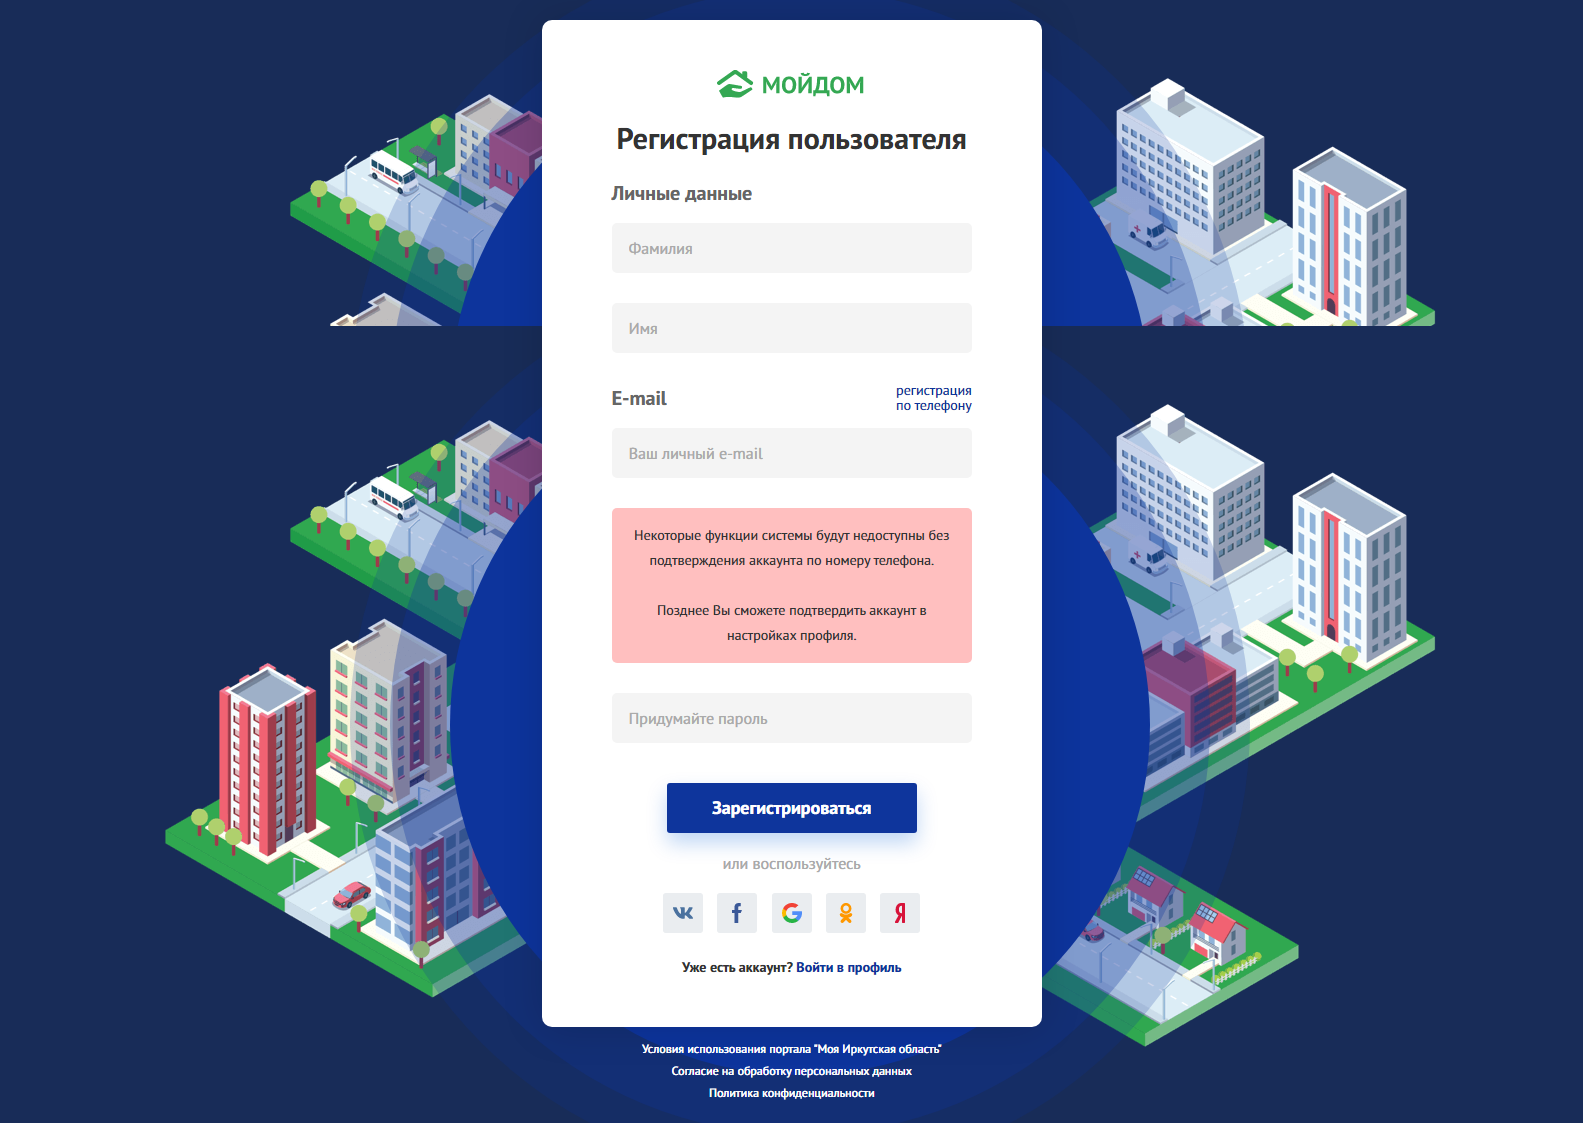 МОЙДОМ
Регистрация пользователя
Личные данные
Фамилия
Имя
E-mail
регистрация
по телефону
Ваш личный e-mail
Некоторые функции системы будут недоступны без
подтверждения аккаунта по номеру телефона.
Позднее Вы сможете подтвердить аккаунт в
настройках профиля.
Придумайте пароль
Зарегистрироваться
или воспользуйтесь
Уже есть аккаунт? Войти в профиль
Условия использования портала "Моя Иркутская область"
Согласие на обработку персональных данных
Политика конфиденциальности